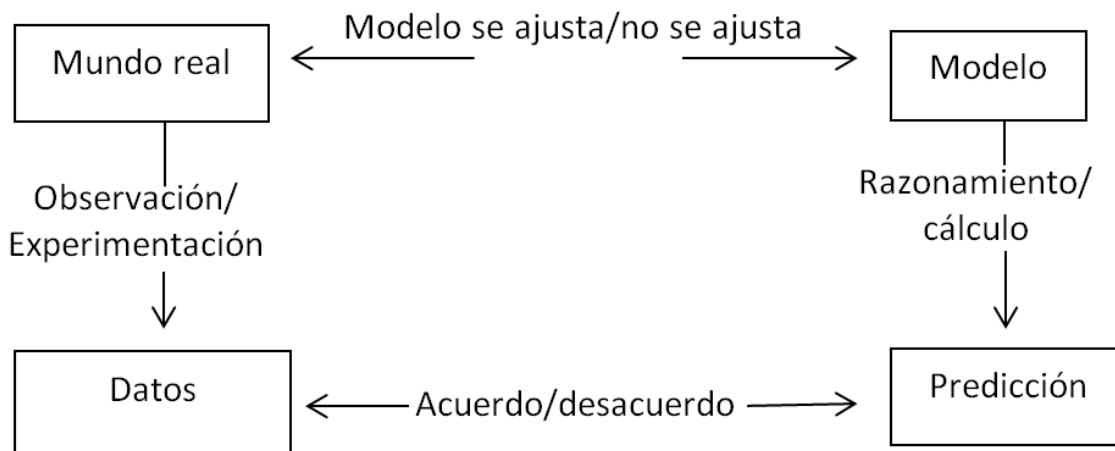 Modelo se ajusta/no se ajusta
Mundo real
Modelo
Observación/
Experimentación
Razonamiento/
cálculo
Datos
Acuerdo/desacuerdo
Predicción